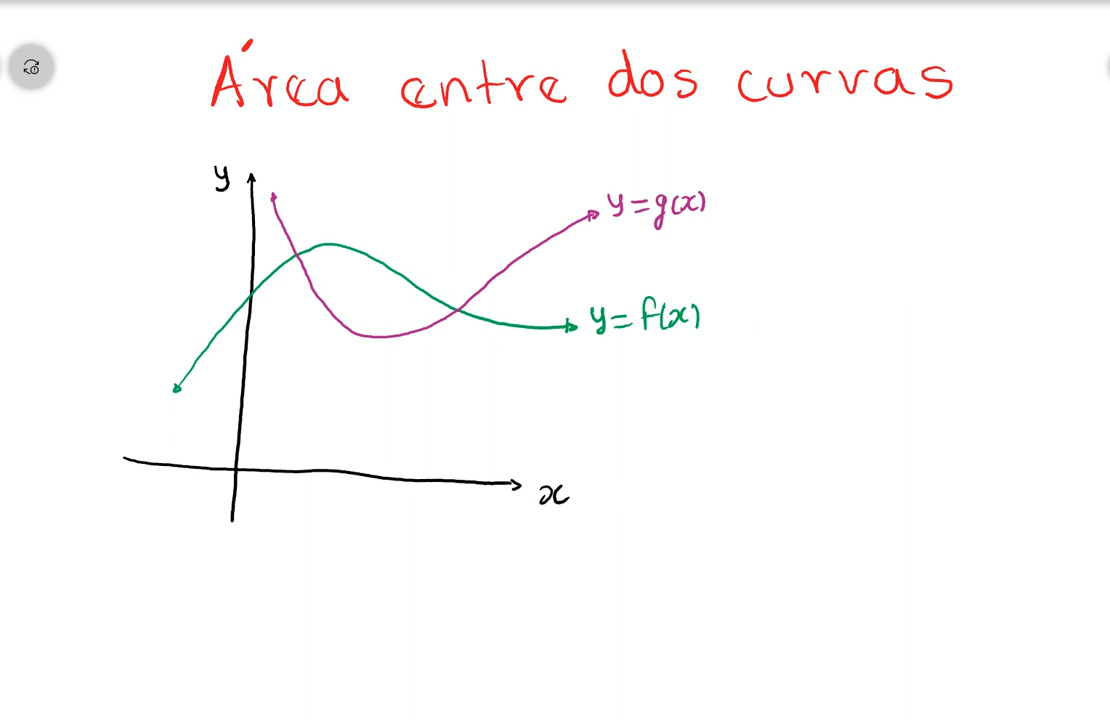 Área entre dos curvas
y
y=g(x)
y=f(x)
x